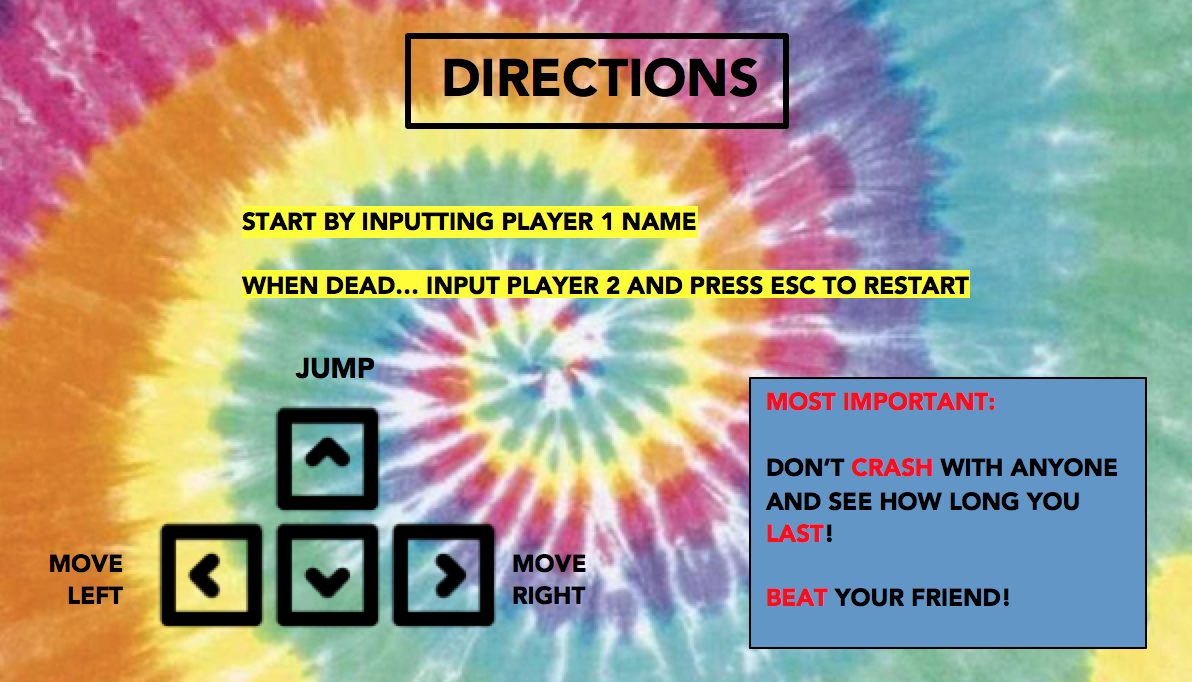 DIRECTIONS
START BY INPUTTING PLAYER 1 NAME
WHEN DEAD... INPUT PLAYER 2 AND PRESS ESC TO RESTART
JUMP
MOVE
LEFT
MOVE
RIGHT
MOST IMPORTANT:
DON'T CRASH WITH ANYONE
AND SEE HOW LONG YOU
LAST!
BEAT YOUR FRIEND!